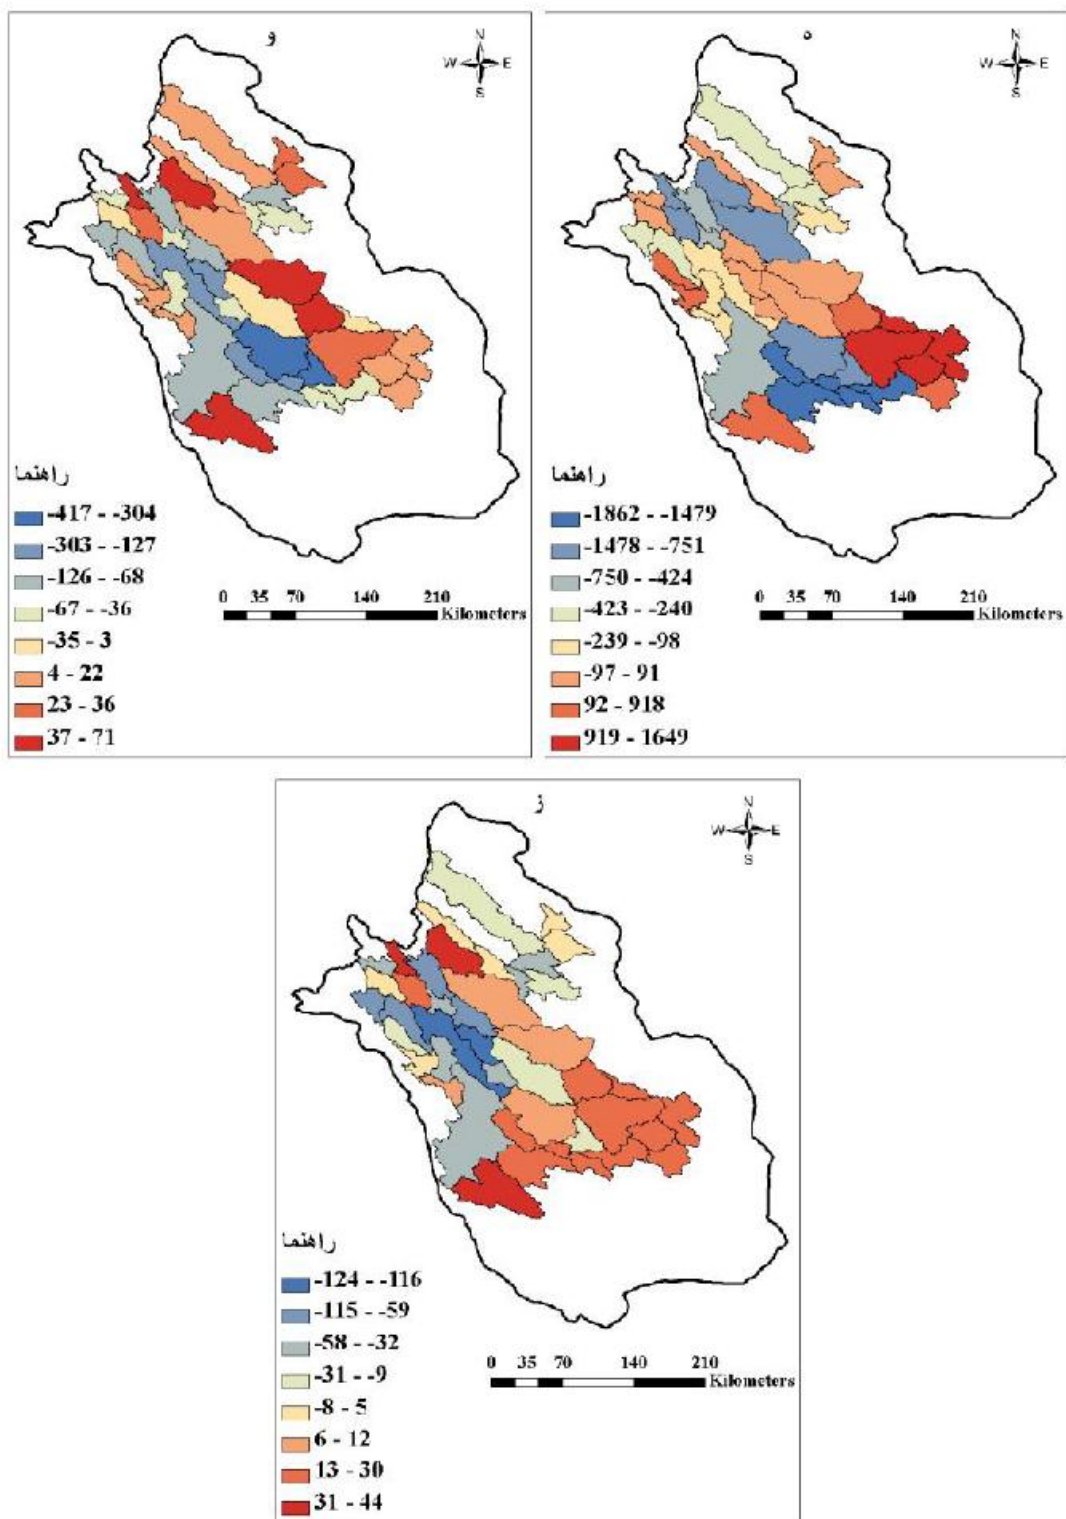 ه
N
W E
S
راهنما
-1862 - -1479
-1478 - -751
-750 - -424
-423 - -240
-239 - -98
-97 - 91
92 - 918
919 - 1649
0 35 70 140 210
Kilometers
و
N
W E
S
راهنما
-417 - -304
-303 - -127
-126 - -68
-67 - -36
-35 - 3
4 - 22
23 - 36
37 - 71
0 35 70 140 210
Kilometers
ز
N
W E
S
راهنما
-124 - -116
-115 - -59
-58 - -32
-31 - -9
-8 - 5
6 - 12
13 - 30
31 - 44
0 35 70 140 210
Kilometers